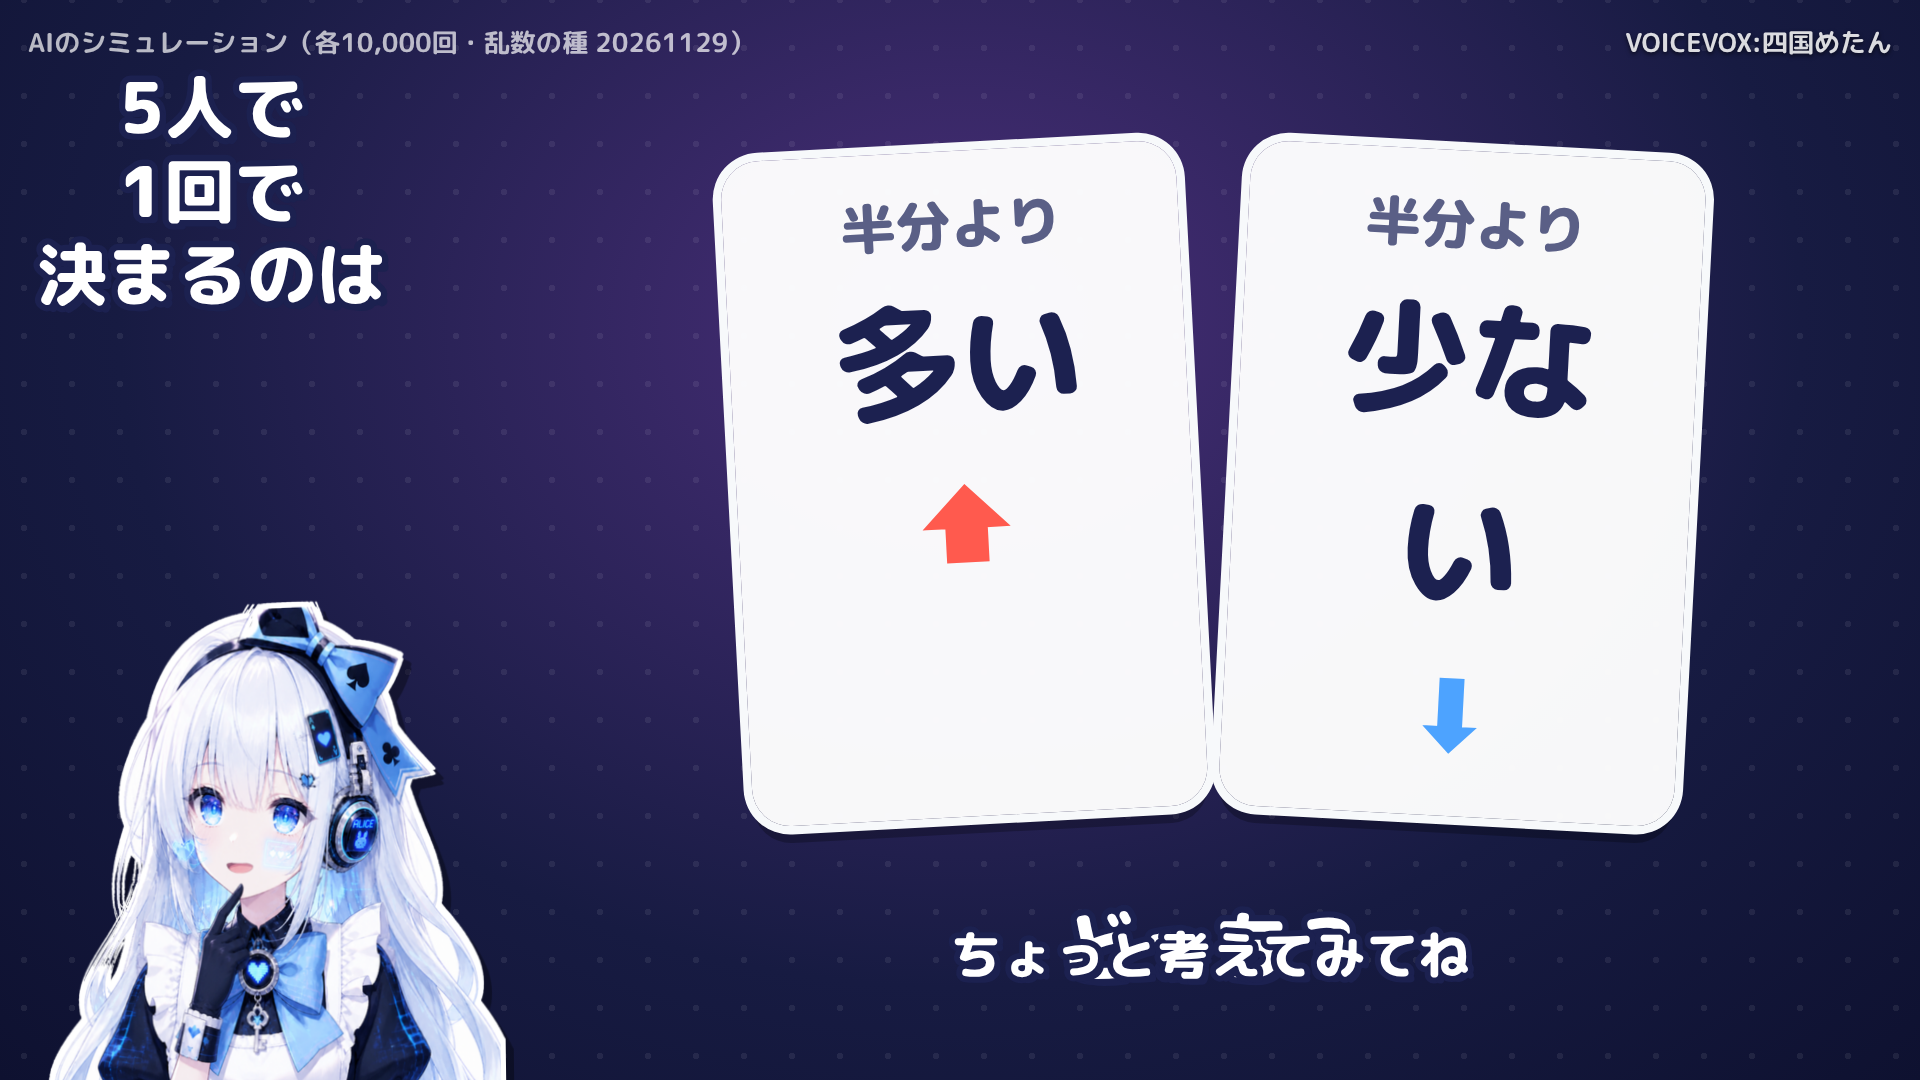 AIのシミュレーション（各10,000回・乱数の種 20261129）
VOICEVOX:四国めたん
5人で
1回で
決まるのは
半分より
多い
半分より
少な
い
ALICE
ちょっと考えてみてね